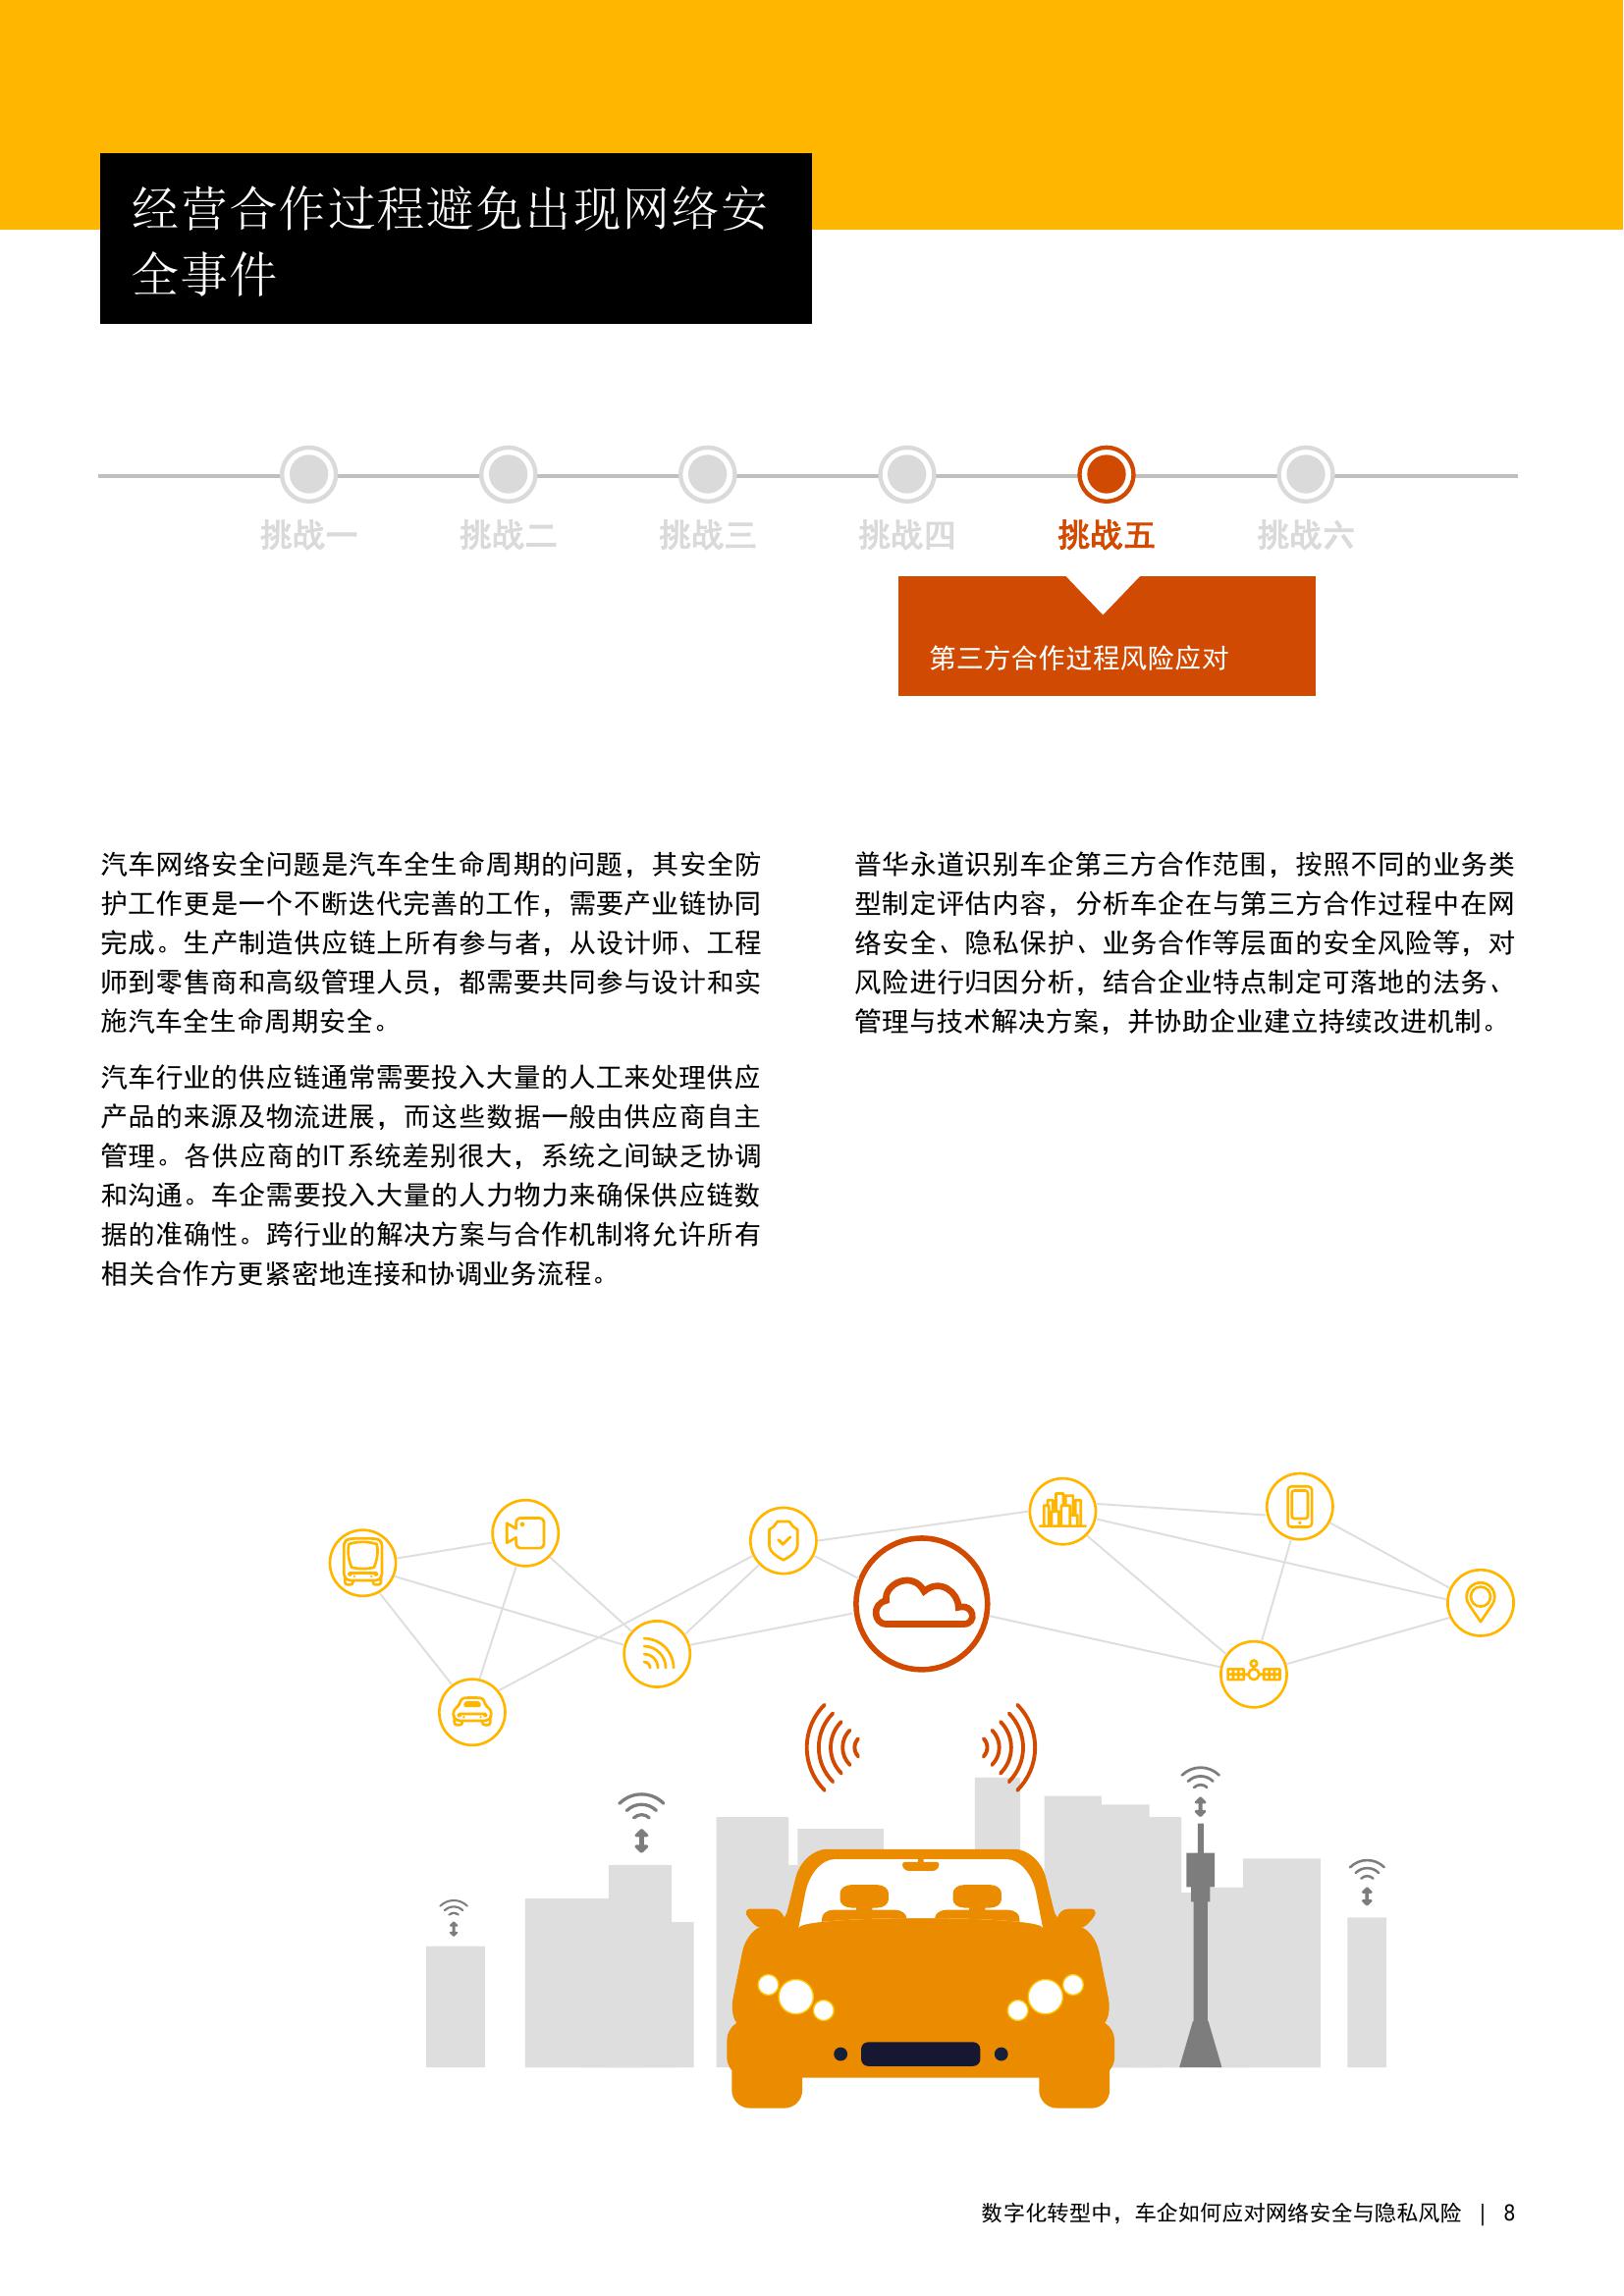 经营合作过程避免出现网络安
全事件
挑战一
挑战二
挑战三
挑战四
挑战五
挑战六
第三方合作过程风险应对
汽车网络安全问题是汽车全生命周期的问题，其安全防
护工作更是一个不断迭代完善的工作，需要产业链协同
完成。生产制造供应链上所有参与者，从设计师、工程
师到零售商和高级管理人员，都需要共同参与设计和实
施汽车全生命周期安全。
汽车行业的供应链通常需要投入大量的人工来处理供应
产品的来源及物流进展，而这些数据一般由供应商自主
管理。各供应商的IT系统差别很大，系统之间缺乏协调
和沟通。车企需要投入大量的人力物力来确保供应链数
据的准确性。跨行业的解决方案与合作机制将允许所有
相关合作方更紧密地连接和协调业务流程。
普华永道识别车企第三方合作范围，按照不同的业务类
型制定评估内容，分析车企在与第三方合作过程中在网
络安全、隐私保护、业务合作等层面的安全风险等，对
风险进行归因分析，结合企业特点制定可落地的法务、
管理与技术解决方案，并协助企业建立持续改进机制。
数字化转型中，车企如何应对网络安全与隐私风险 | 8